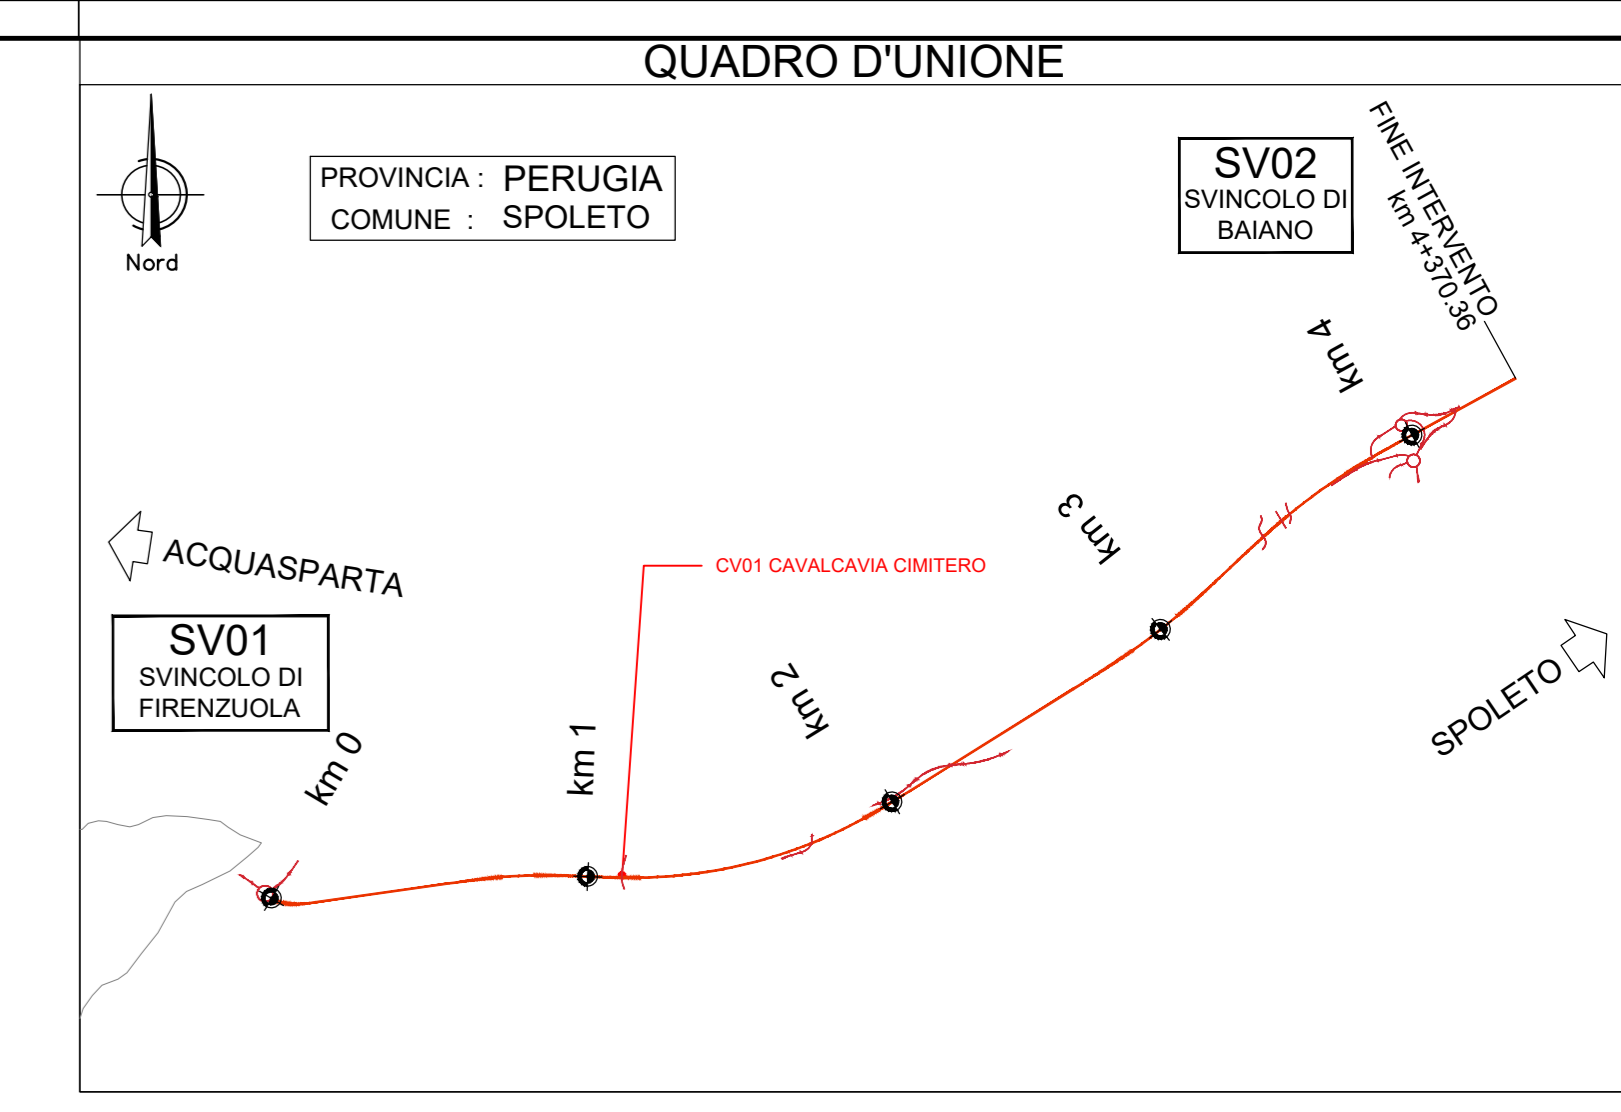 QUADRO D'UNIONE
Nord
PROVINCIA : PERUGIA
COMUNE : SPOLETO
SV02
SVINCOLO DI
BAIANO
FINE INTERVENTO
km 4+370.36
km 4
km 3
ACQUASPARTA
CV01 CAVALCAVIA CIMITERO
SV01
SVINCOLO DI
FIRENZUOLA
km 2
SPOLETO
km 1
km 0